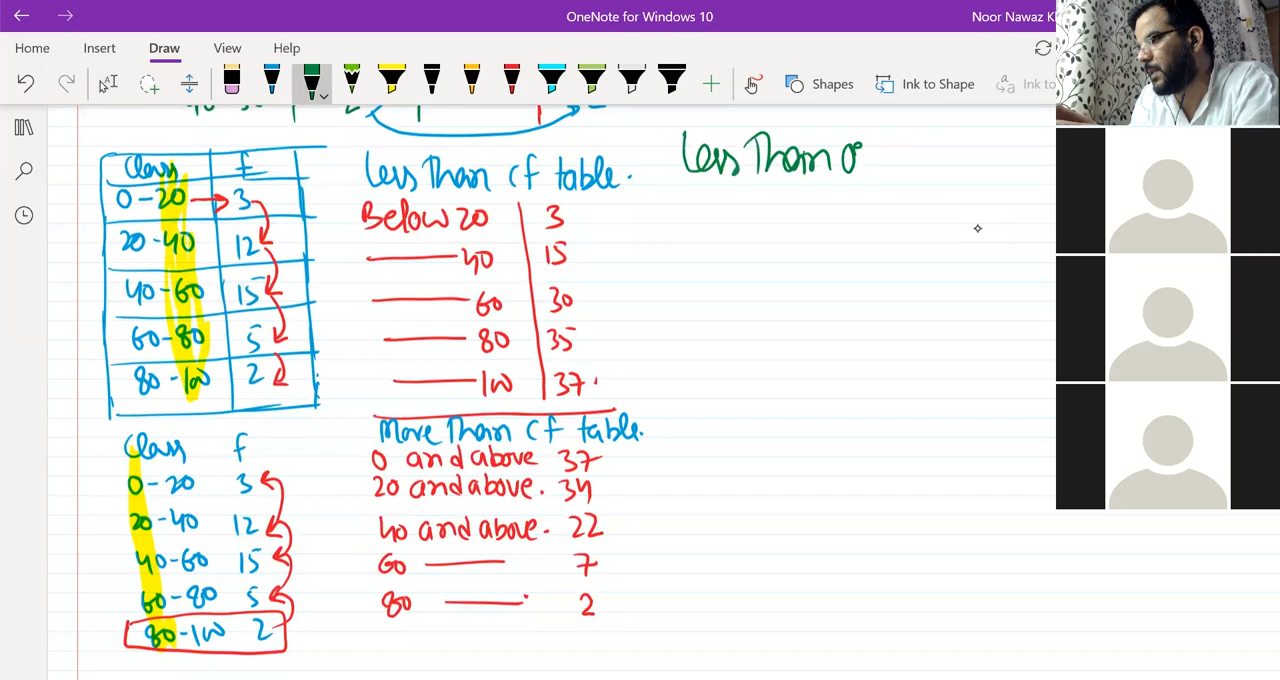 OneNote for Windows 10
Noor Nawaz K
Home Insert Draw View Help
Shapes Ink to Shape Ink to
Class f
0-20 3
20-40 12
40-60 15
60-80 5
80-100 2
Less Than cf table.
Below 20 3
40 15
60 30
80 35
100 37
Less Than
Class f
0-20 3
20-40 12
40-60 15
60-80 5
80-100 2
More Than cf table.
0 and above 37
20 and above. 34
40 and above. 22
60 7
80 2